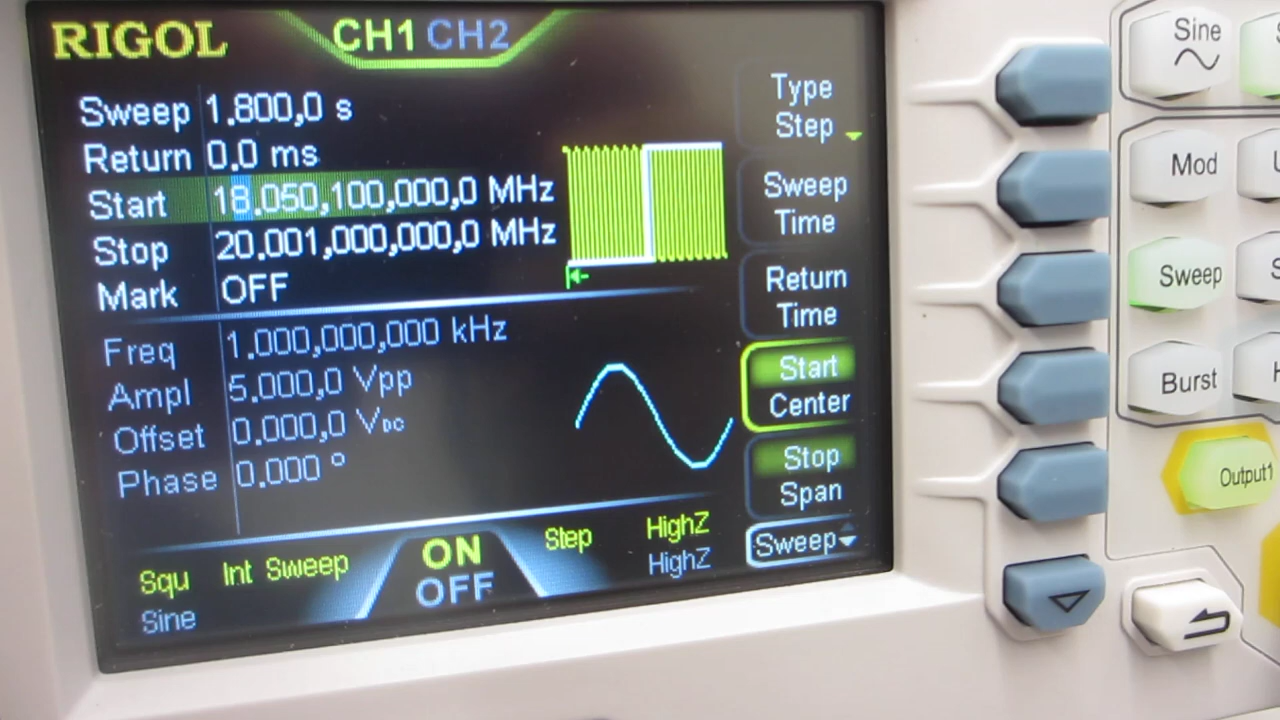 RIGOL CH1 CH2
Sweep 1.800,0 s
Return 0.0 ms
Start 18.050,100,000,0 MHz
Stop 20.001,000,000,0 MHz
Mark OFF
Freq 1.000,000,000 kHz
Ampl 5.000,0 Vpp
Offset 0.000,0 VDC
Phase 0.000 °
Squ Int Sweep
Sine
ON
OFF
Step
HighZ
HighZ
Type
Step
Sweep
Time
Return
Time
Start
Center
Stop
Span
Sweep
Sine
Mod
Sweep
Burst
Output1